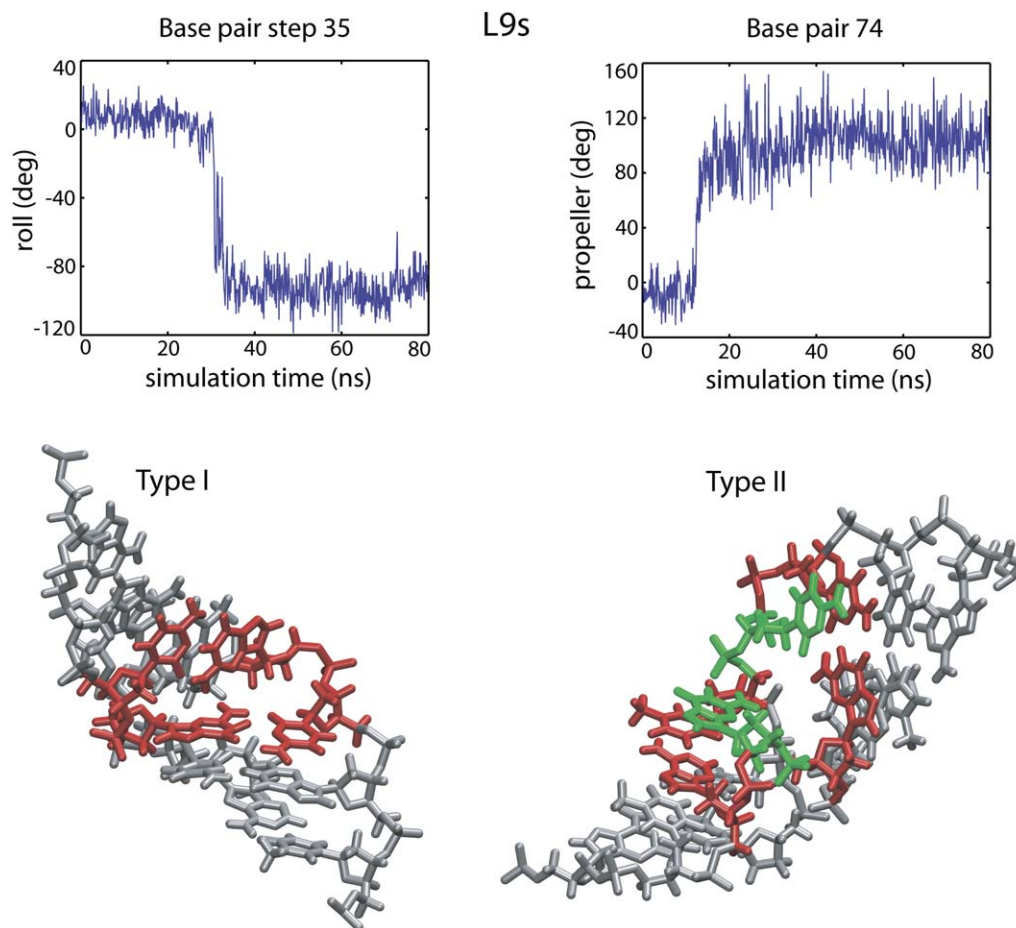 Base pair step 35
L9s
Base pair 74
40
0
-40
-80
-120
roll (deg)
0
20
40
60
80
simulation time (ns)
160
120
80
40
0
-40
propeller (deg)
0
20
40
60
80
simulation time (ns)
Type I
Type II